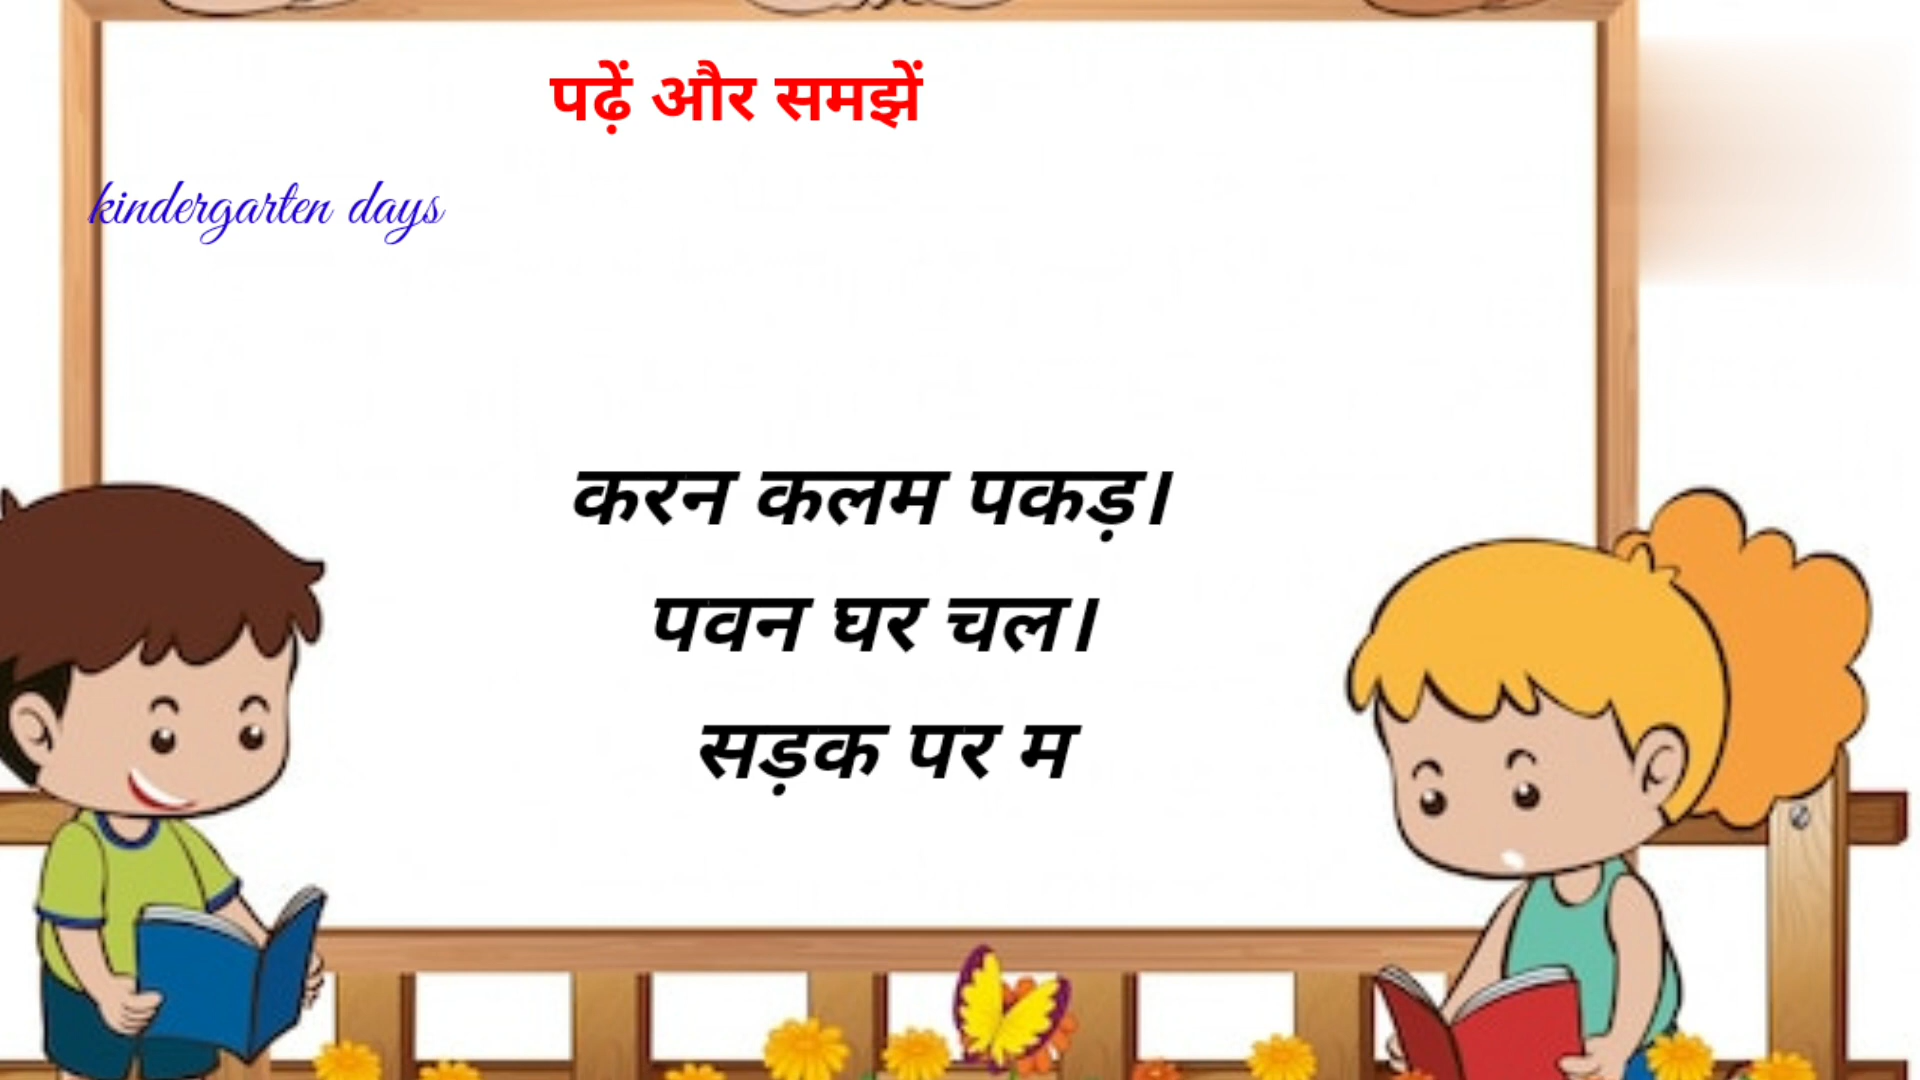 पढ़ें और समझें
kindergarten days
करन कलम पकड़।
पवन घर चल।
सड़क पर म